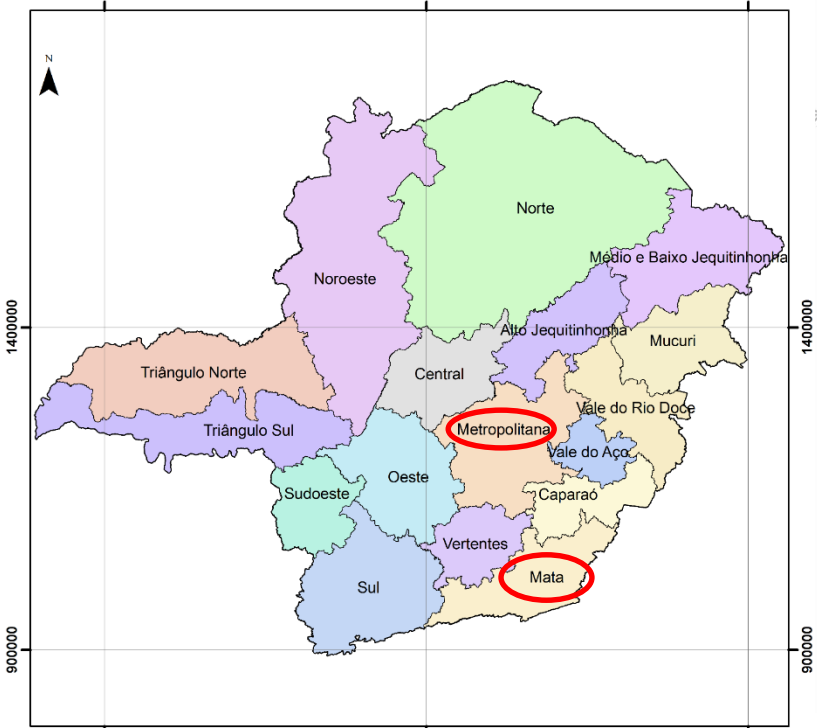 N
Norte
Médio e Baixo Jequitinhonha
Noroeste
1400000
1400000
Alto Jequitinhonha
Mucuri
Triângulo Norte
Central
Vale do Rio Doce
Triângulo Sul
Metropolitana
Vale do Aço
Oeste
Sudoeste
Caparaó
Vertentes
Mata
Sul
900000
900000